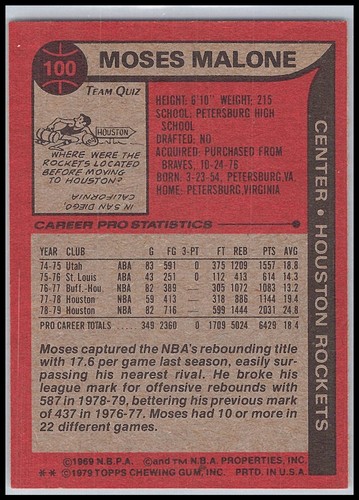 100
MOSES MALONE
TEAM QUIZ
HOUSTON
WHERE WERE THE
ROCKETS LOCATED
BEFORE MOVING
TO HOUSTON?
IN SAN DIEGO,
CALIFORNIA
HEIGHT: 6'10" WEIGHT: 215
SCHOOL: PETERSBURG HIGH
SCHOOL
DRAFTED: NO
ACQUIRED: PURCHASED FROM
BRAVES, 10-24-76
BORN: 3-23-54, PETERSBURG, VA.
HOME: PETERSBURG, VIRGINIA
CENTER • HOUSTON ROCKETS
CAREER PRO STATISTICS
YEAR CLUB G FG 3-PT FT REB PTS AVG
74-75 Utah ABA 83 591 0 375 1209 1557 18.8
75-76 St. Louis ABA 43 251 0 112 413 614 14.3
76-77 Buff.-Hou. NBA 82 389 - 305 1072 1083 13.2
77-78 Houston NBA 59 413 - 318 886 1144 19.4
78-79 Houston NBA 82 716 - 599 1444 2031 24.8
PRO CAREER TOTALS 349 2360 0 1709 5024 6429 18.4
Moses captured the NBA's rebounding title
with 17.6 per game last season, easily sur-
passing his nearest rival. He broke his
league mark for offensive rebounds with
587 in 1978-79, bettering his previous mark
of 437 in 1976-77. Moses had 10 or more in
22 different games.
©1969 N.B.P.A. ©and TM N.B.A. PROPERTIES, INC.
** ©1979 TOPPS CHEWING GUM, INC. PRTD. IN U.S.A.